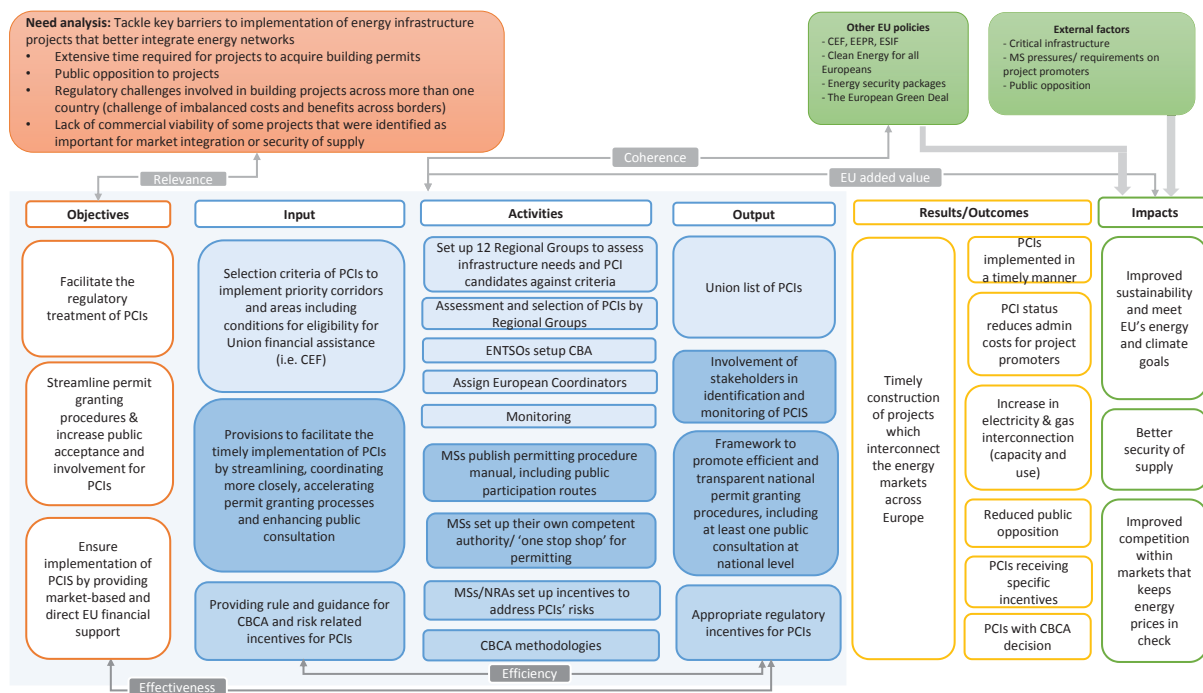 Need analysis: Tackle key barriers to implementation of energy infrastructure
projects that better integrate energy networks
• Extensive time required for projects to acquire building permits
• Public opposition to projects
• Regulatory challenges involved in building projects across more than one
country (challenge of imbalanced costs and benefits across borders)
• Lack of commercial viability of some projects that were identified as
important for market integration or security of supply
Other EU policies
- CEF, EEPR, ESIF
- Clean Energy for all
Europeans
- Energy security packages
- The European Green Deal
External factors
- Critical infrastructure
- MS pressures/ requirements on
project promoters
- Public opposition
Coherence
Relevance
EU added value
Objectives
Facilitate the
regulatory
treatment of PCIs
Streamline permit
granting
procedures &
increase public
acceptance and
involvement for
PCIs
Ensure
implementation of
PCIS by providing
market-based and
direct EU financial
support
Input
Selection criteria of PCIs to
implement priority corridors
and areas including
conditions for eligibility for
Union financial assistance
(i.e. CEF)
Provisions to facilitate the
timely implementation of PCIs
by streamlining, coordinating
more closely, accelerating
permit granting processes
and enhancing public
consultation
Providing rule and guidance for
CBCA and risk related
incentives for PCIs
Activities
Set up 12 Regional Groups to assess
infrastructure needs and PCI
candidates against criteria
Assessment and selection of PCIs by
Regional Groups
ENTSOs setup CBA
Assign European Coordinators
Monitoring
MSs publish permitting procedure
manual, including public
participation routes
MSs set up their own competent
authority/ ‘one stop shop’ for
permitting
MSs/NRAs set up incentives to
address PCIs’ risks
CBCA methodologies
Output
Union list of PCIs
Involvement of
stakeholders in
identification and
monitoring of PCIS
Framework to
promote efficient and
transparent national
permit granting
procedures, including
at least one public
consultation at
national level
Appropriate regulatory
incentives for PCIs
Results/Outcomes
Timely
construction
of projects
which
interconnect
the energy
markets
across
Europe
PCIs
implemented in
a timely manner
PCI status
reduces admin
costs for project
promoters
Increase in
electricity & gas
interconnection
(capacity and
use)
Reduced public
opposition
PCIs receiving
specific
incentives
PCIs with CBCA
decision
Impacts
Improved
sustainability
and meet
EU’s energy
and climate
goals
Better
security of
supply
Improved
competition
within
markets that
keeps
energy
prices in
check
Efficiency
Effectiveness